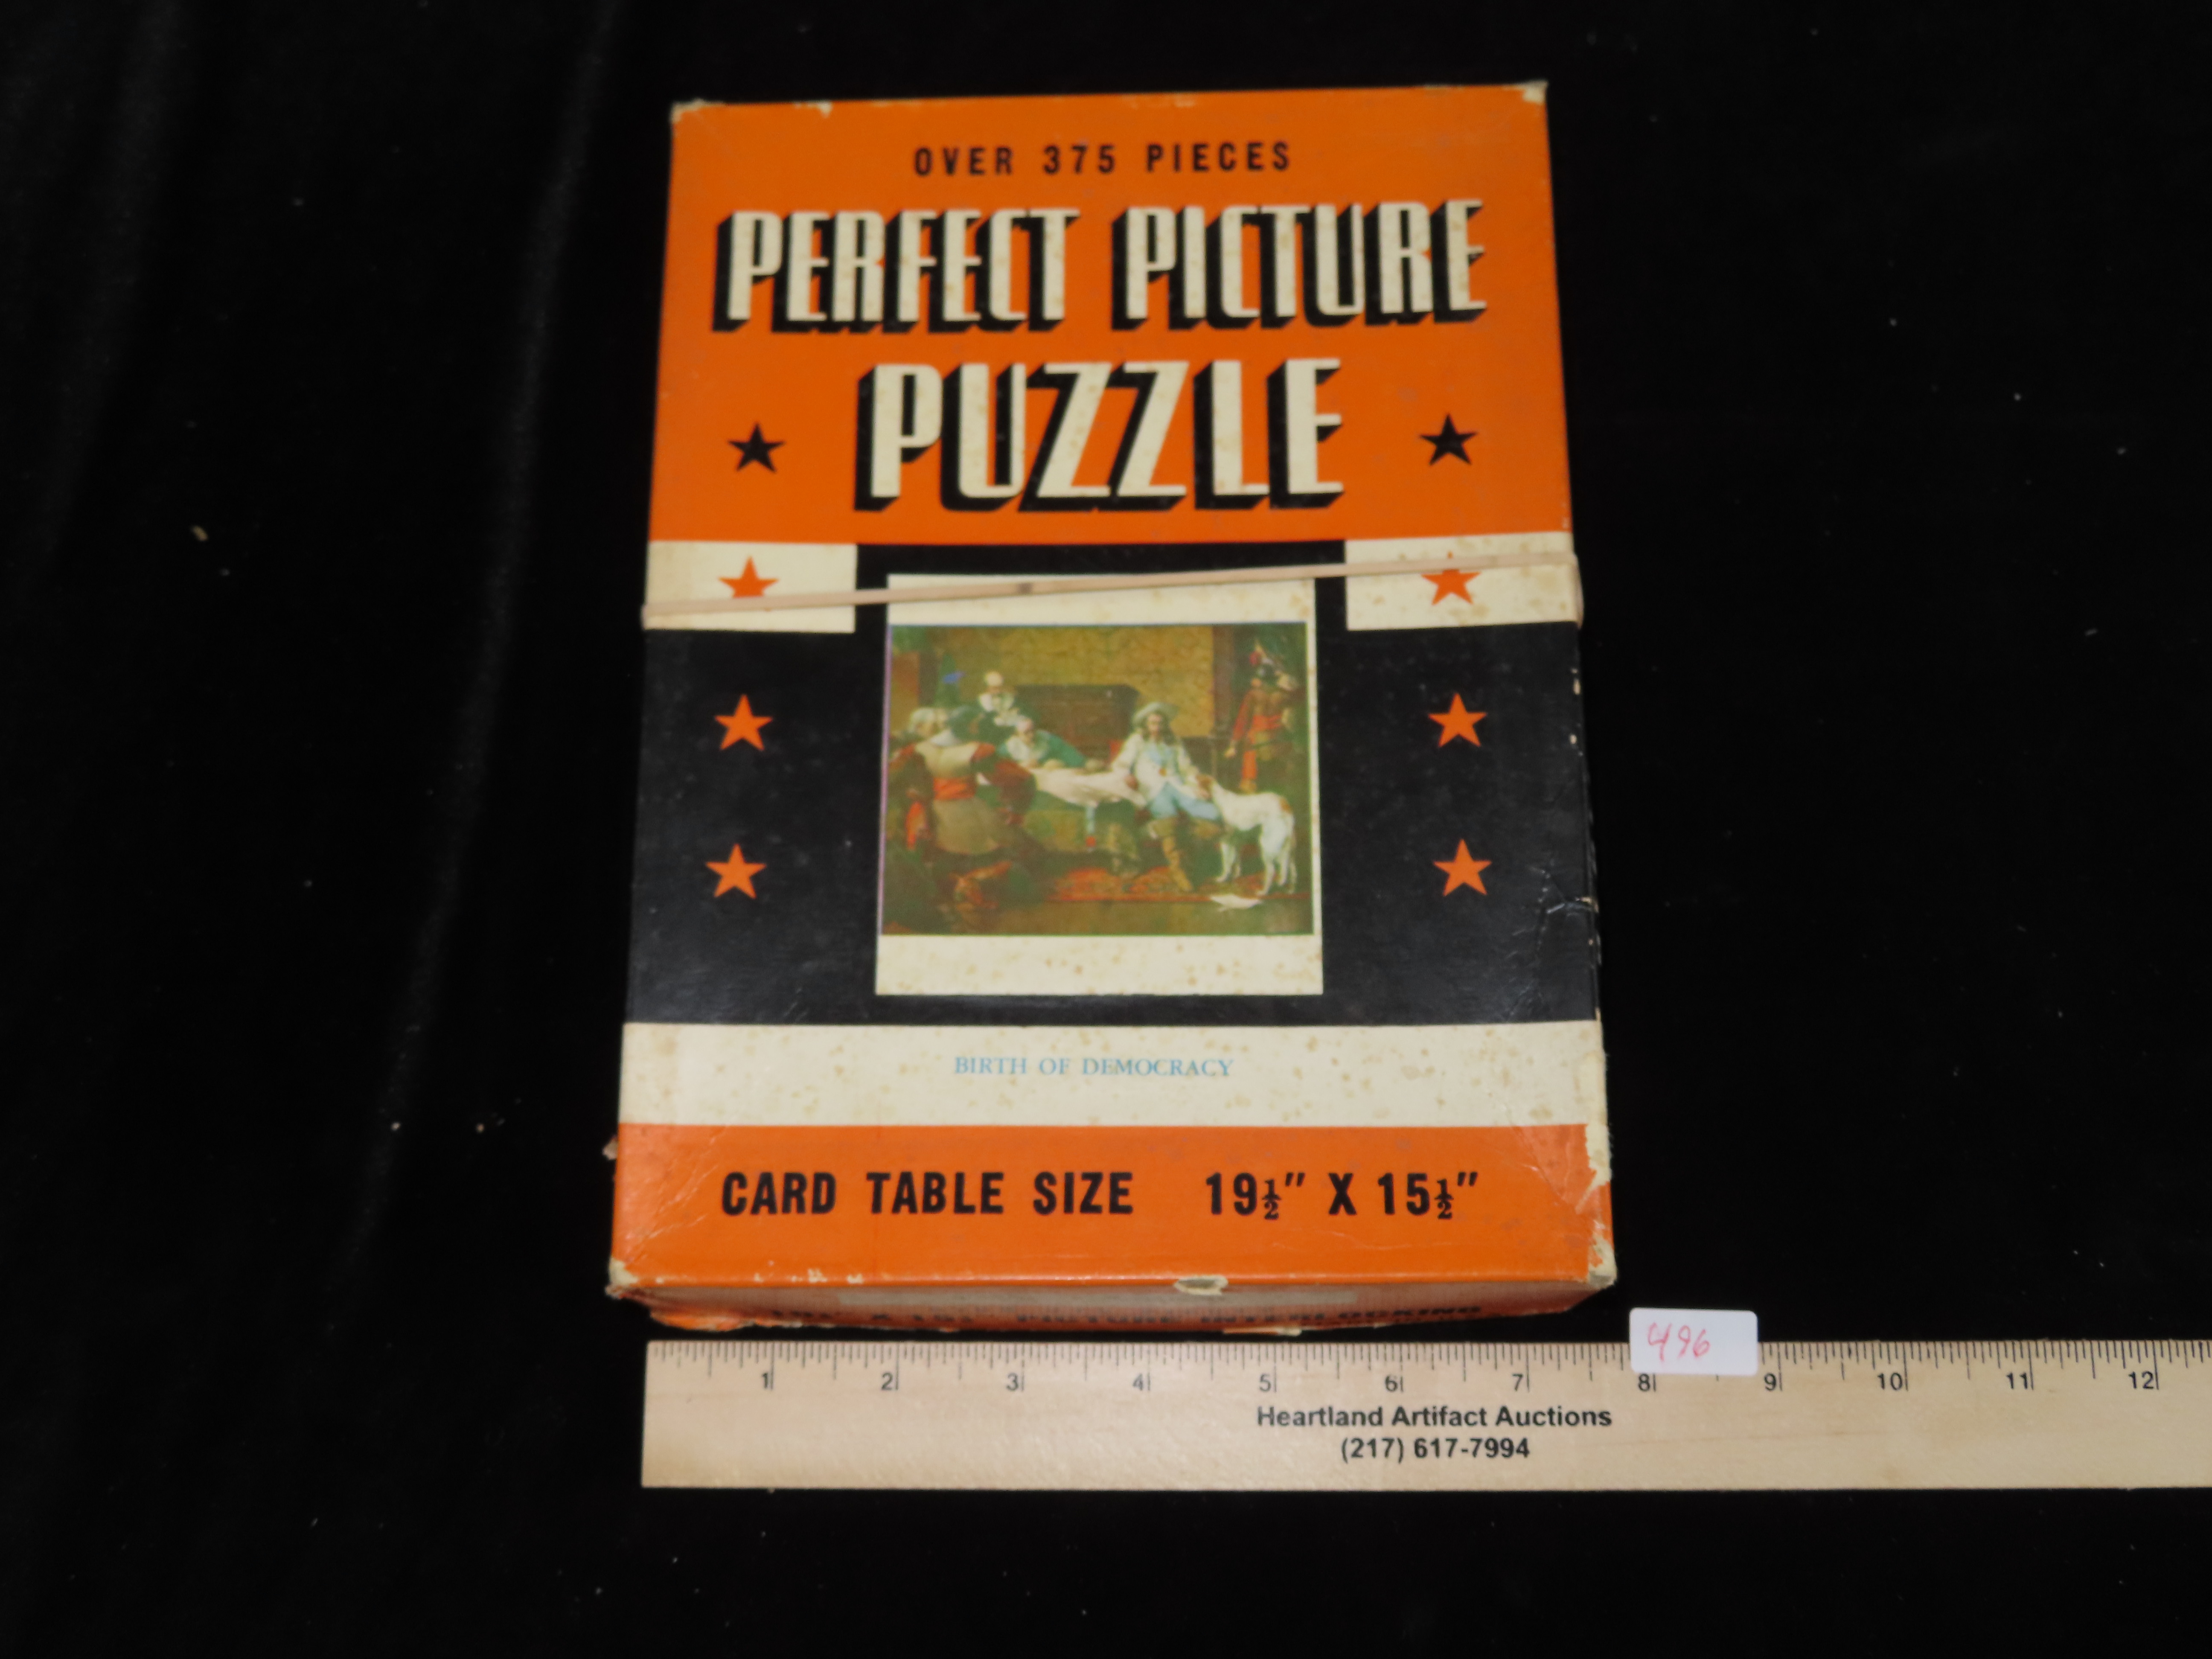 OVER 375 PIECES
PERFECT PICTURE
PUZZLE
BIRTH OF DEMOCRACY
CARD TABLE SIZE 19½" X 15½"
496
1 2 3 4 5 6 7 8 9 10 11 12
Heartland Artifact Auctions
(217) 617-7994